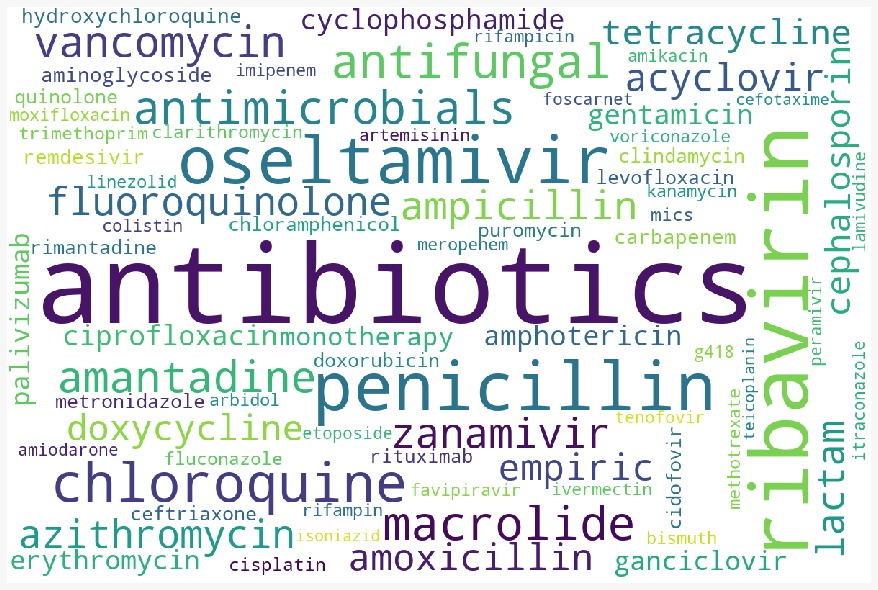 hydroxychloroquine
cyclophosphamide
tetracycline
vancomycin
rifampicin
antifungal
amikacin
aminoglycoside
imipenem
acyclovir
cephalosporine
quinolone
antimicrobials
foscarnet
cefotaxime
moxifloxacin
gentamicin
trimethoprim
clarithromycin
artemisinin
voriconazole
remdesivir
oseltamivir
clindamycin
ribavirin
lamivudine
linezolid
levofloxacin
fluoroquinolone
ampicillin
kanamycin
colistin
chloramphenicol
puromycin
mics
rimantadine
meropenem
carbapenem
palivizumab
antibiotics
peramivir
ciprofloxacin
monotherapy
amphotericin
teicoplanin
itraconazole
amantadine
doxorubicin
penicillin
g418
metronidazole
arbidol
methotrexate
doxycycline
etoposide
zanamivir
tenofovir
lactam
amiodarone
fluconazole
rituximab
empiric
cidofovir
chloroquine
favipiravir
ivermectin
ceftriaxone
rifampin
macrolide
azithromycin
isoniazid
bismuth
erythromycin
cisplatin
amoxicillin
ganciclovir